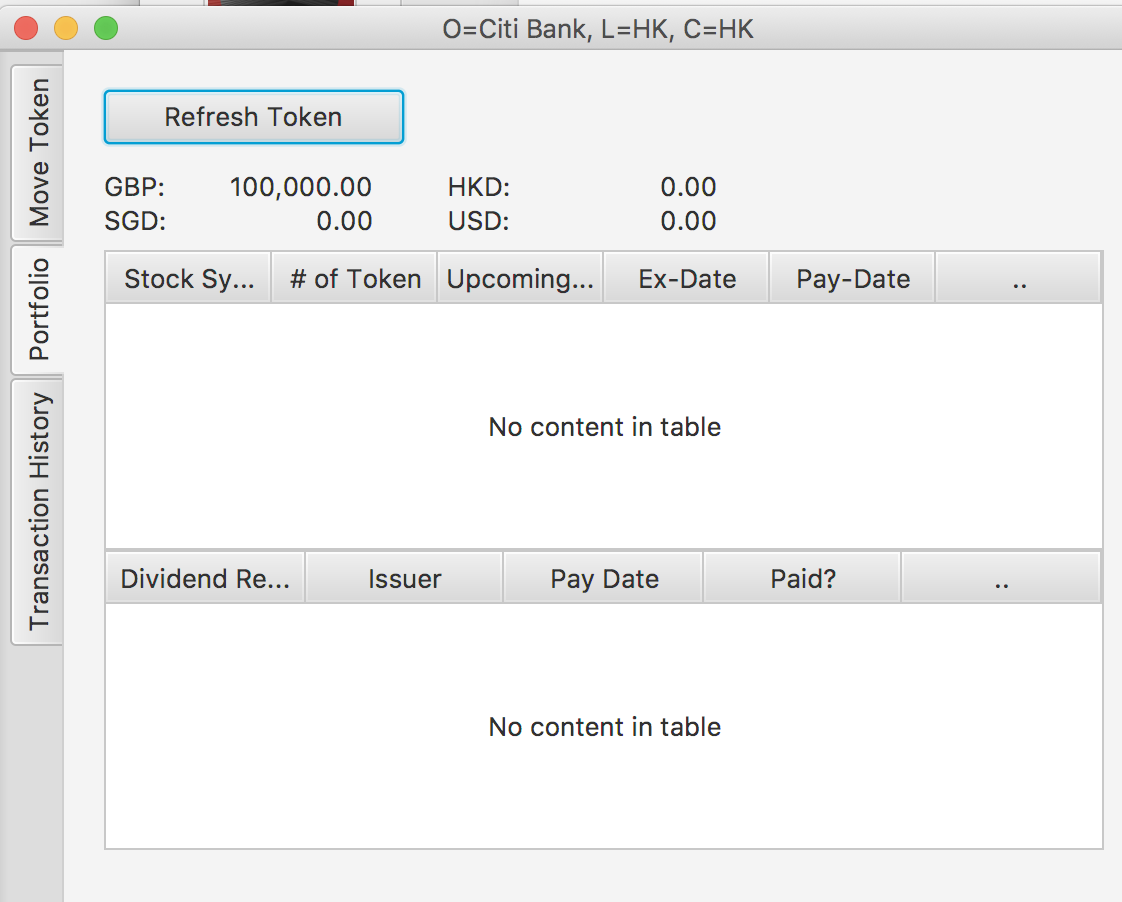 O=Citi Bank, L=HK, C=HK
Move Token
Portfolio
Transaction History
Refresh Token
GBP: 100,000.00 HKD: 0.00
SGD: 0.00 USD: 0.00
Stock Sy... # of Token Upcoming... Ex-Date Pay-Date ..
No content in table
Dividend Re... Issuer Pay Date Paid? ..
No content in table